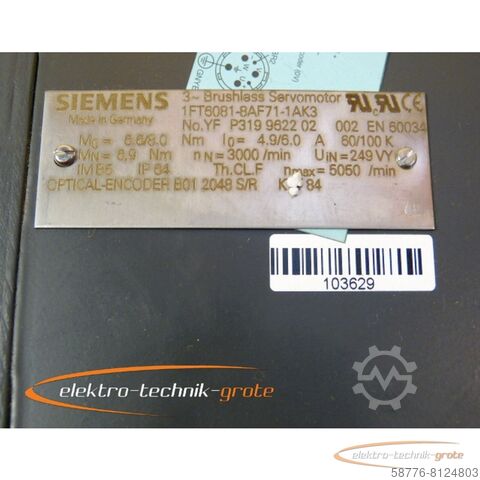 SIEMENS 3~ Brushless Servomotor
Made in Germany 1FT6081-8AF71-1AK3
No.YF P319 9622 02 002 EN 60034
M0 = 6.6/8.0 Nm I0 = 4.9/6.0 A 60/100 K
MN = 6,9 Nm nN = 3000 /min UIN = 249 VY
IM B5 IP 64 Th.CL.F nmax = 5050 /min
OPTICAL-ENCODER B01 2048 S/R 84
103629
elektro-technik-grote
elektro-technik-grote
58776-8124803